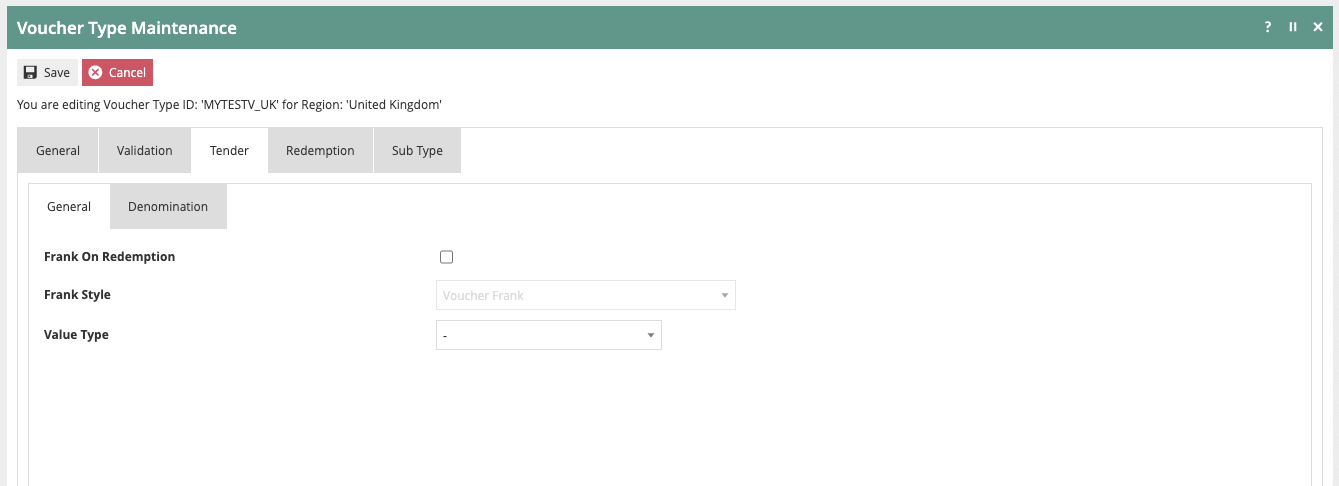 Voucher Type Maintenance
?
Save Cancel
You are editing Voucher Type ID: 'MYTESTV_UK' for Region: 'United Kingdom'
General Validation Tender Redemption Sub Type
General Denomination
Frank On Redemption
Frank Style Voucher Frank
Value Type -